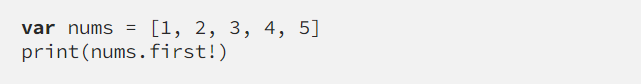 var nums = [1, 2, 3, 4, 5]
print(nums.first!)